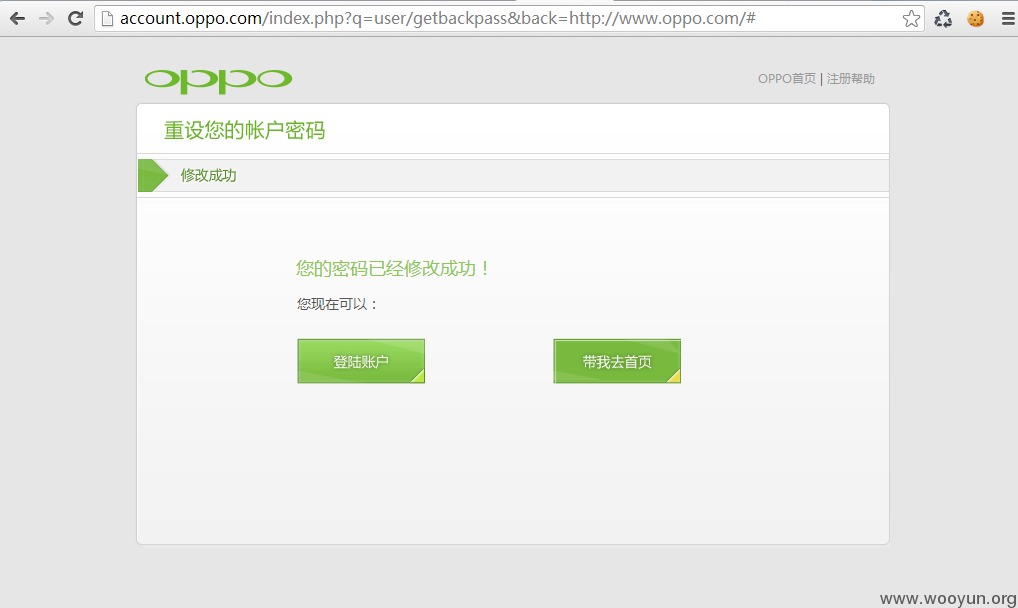 account.oppo.com/index.php?q=user/getbackpass&back=http://www.oppo.com/#
oppo
OPPO首页 | 注册帮助
重设您的帐户密码
修改成功
您的密码已经修改成功！
您现在可以：
登陆账户
带我去首页
www.wooyun.org